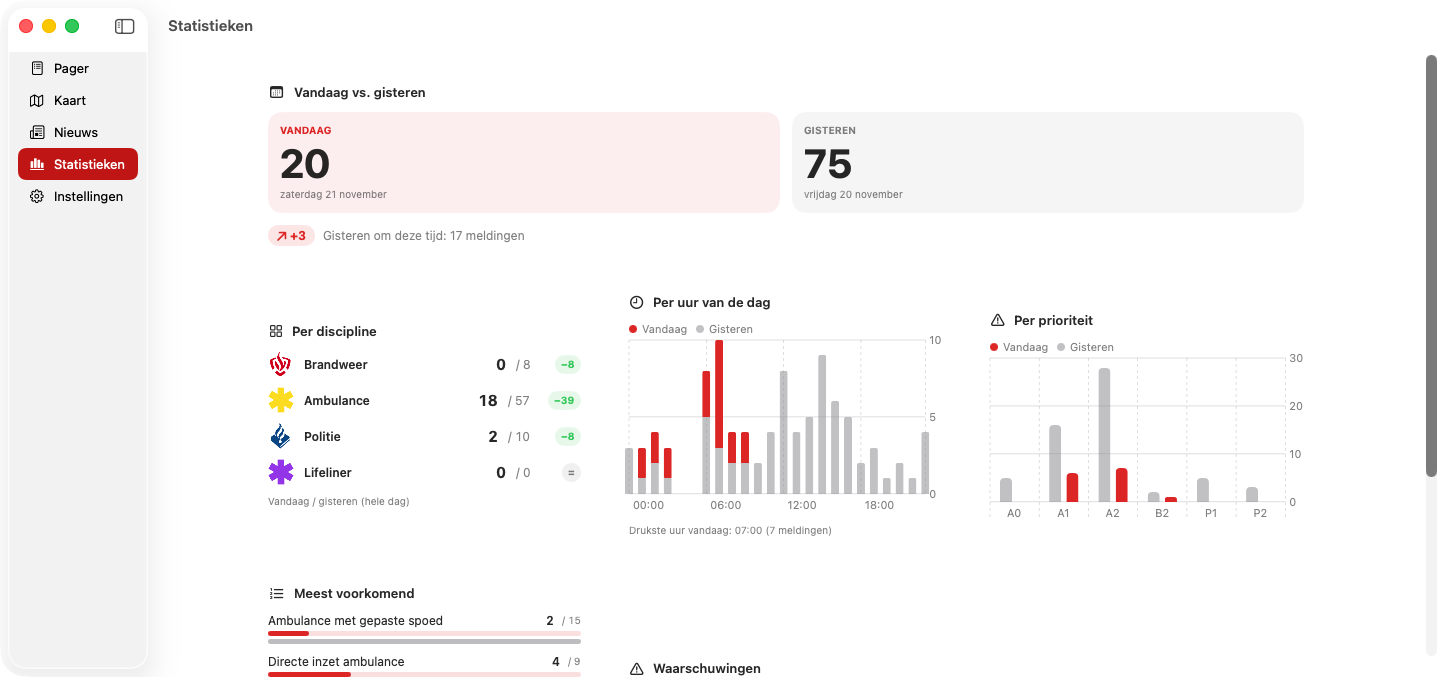 Statistieken
Pager
Kaart
Nieuws
Statistieken
Instellingen
Vandaag vs. gisteren
VANDAAG
20
zaterdag 21 november
GISTEREN
75
vrijdag 20 november
+3 Gisteren om deze tijd: 17 meldingen
Per discipline
Brandweer 0 / 8 −8
Ambulance 18 / 57 −39
Politie 2 / 10 −8
Lifeliner 0 / 0 =
Vandaag / gisteren (hele dag)
Per uur van de dag
Vandaag Gisteren
10
5
0
00:00 06:00 12:00 18:00
Drukste uur vandaag: 07:00 (7 meldingen)
Per prioriteit
Vandaag Gisteren
30
20
10
0
A0 A1 A2 B2 P1 P2
Meest voorkomend
Ambulance met gepaste spoed 2 / 15
Directe inzet ambulance 4 / 9
Waarschuwingen